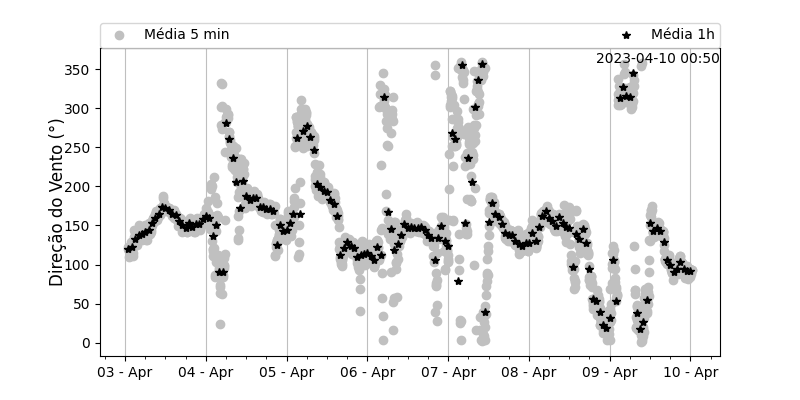 Média 5 min
Média 1h
2023-04-10 00:50
Direção do Vento (°)
350
300
250
200
150
100
50
0
03 - Apr
04 - Apr
05 - Apr
06 - Apr
07 - Apr
08 - Apr
09 - Apr
10 - Apr